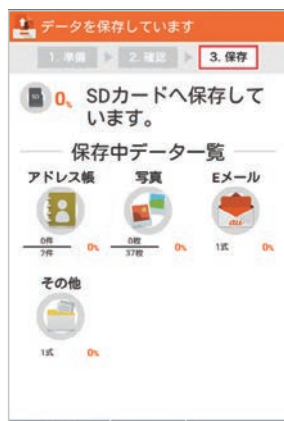 データを保存しています
1. 準備 2. 確認 3. 保存
0% SDカードへ保存して
います。
保存中データ一覧
アドレス帳 写真 Eメール
au
0件 0枚
7件 0% 37枚 0% 1式 0%
その他
1式 0%